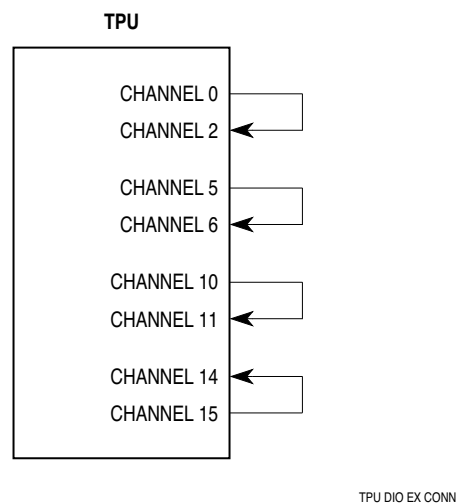 TPU
CHANNEL 0
CHANNEL 2
CHANNEL 5
CHANNEL 6
CHANNEL 10
CHANNEL 11
CHANNEL 14
CHANNEL 15
TPU DIO EX CONN